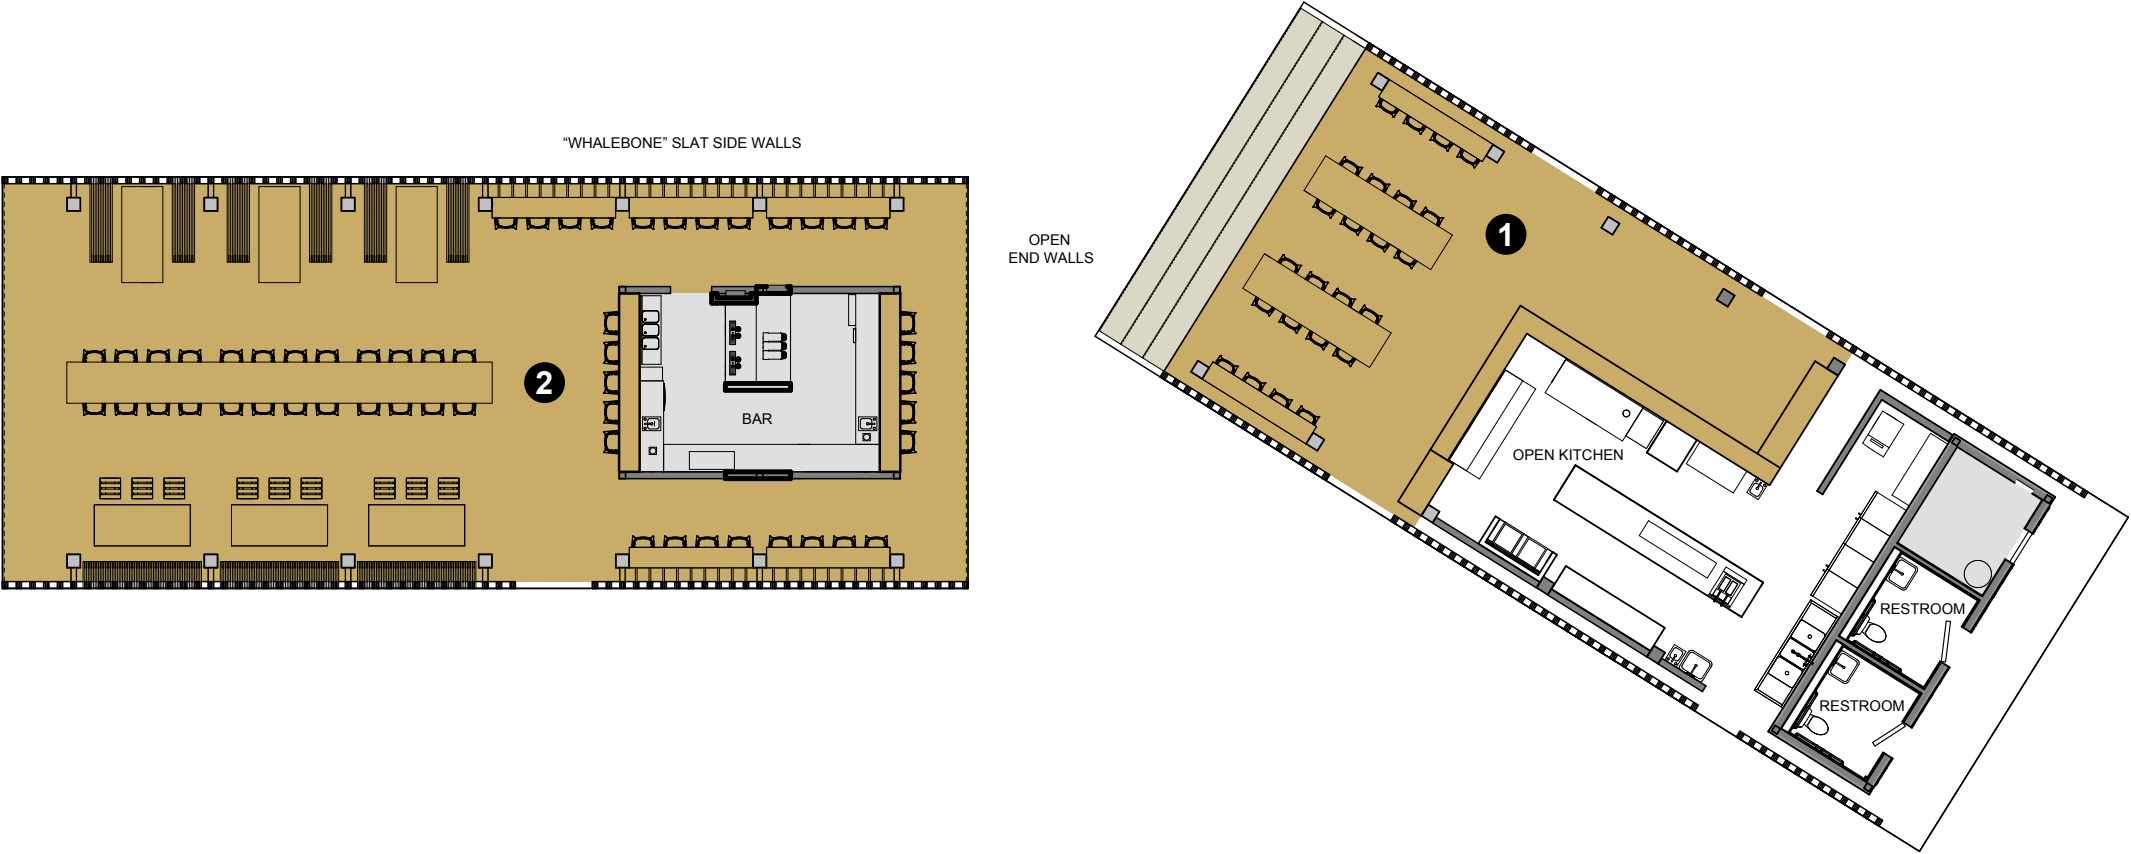 “WHALEBONE” SLAT SIDE WALLS
OPEN
END WALLS
1
2
BAR
OPEN KITCHEN
RESTROOM
RESTROOM